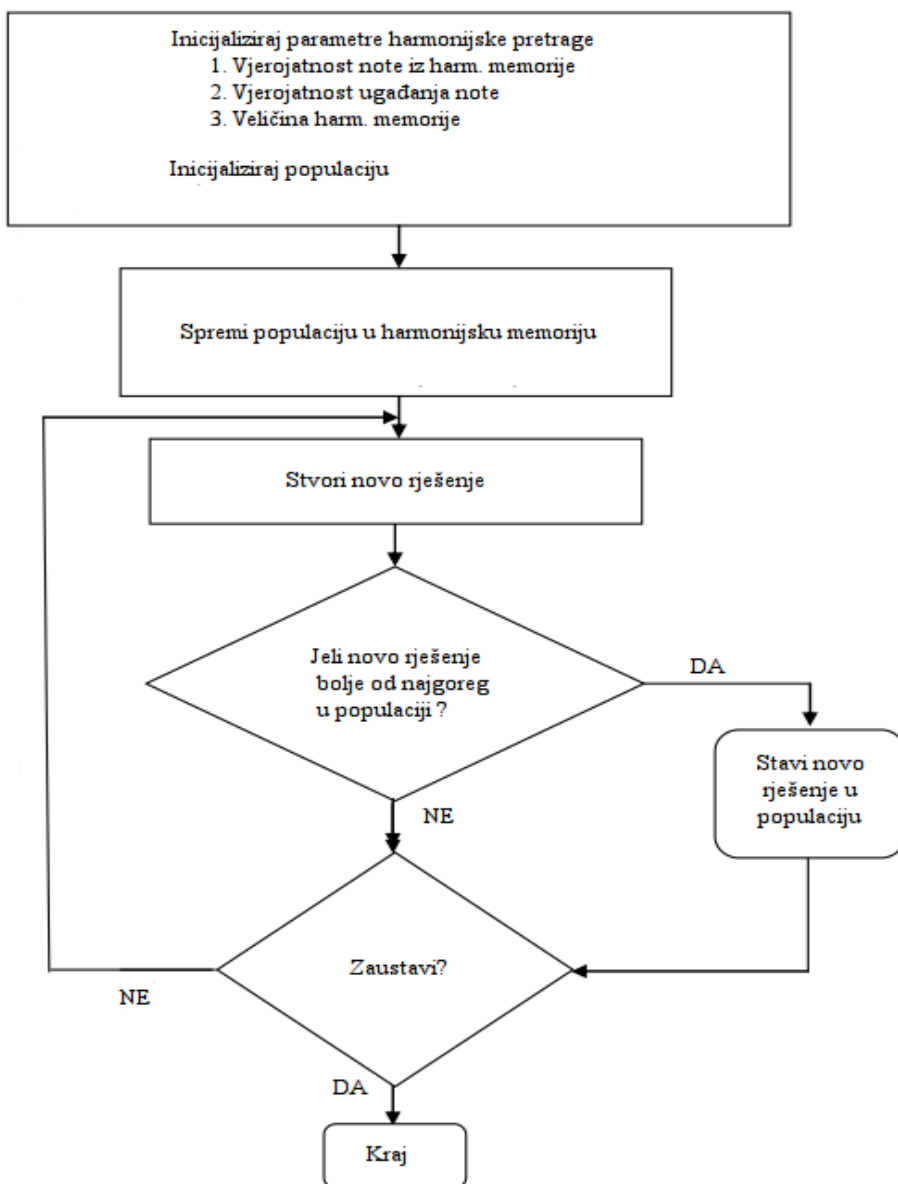 Inicijaliziraj parametre harmonijske pretrage
1. Vjerojatnost note iz harm. memorije
2. Vjerojatnost ugađanja note
3. Veličina harm. memorije
Inicijaliziraj populaciju
Spremi populaciju u harmonijsku memoriju
Stvori novo rješenje
Jeli novo rješenje
bolje od najgoreg
u populaciji ?
DA
Stavi novo
rješenje u
populaciju
NE
Zaustavi?
NE
DA
Kraj